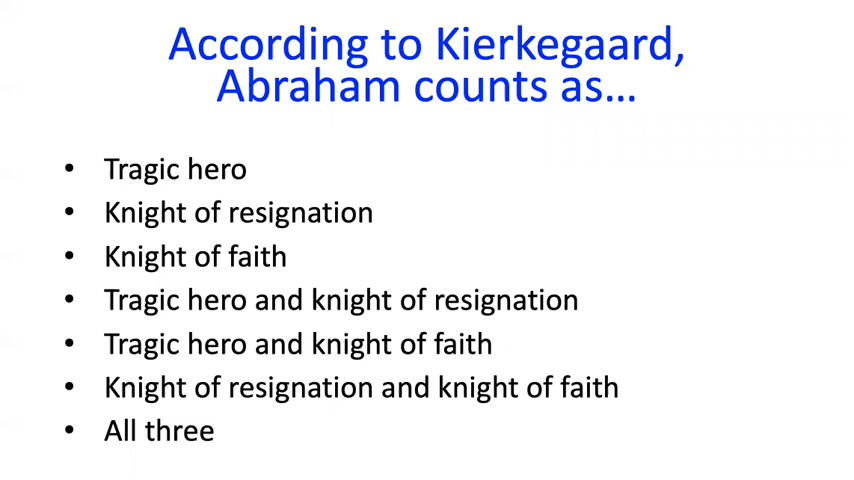 According to Kierkegaard,
Abraham counts as...
• Tragic hero
• Knight of resignation
• Knight of faith
• Tragic hero and knight of resignation
• Tragic hero and knight of faith
• Knight of resignation and knight of faith
• All three